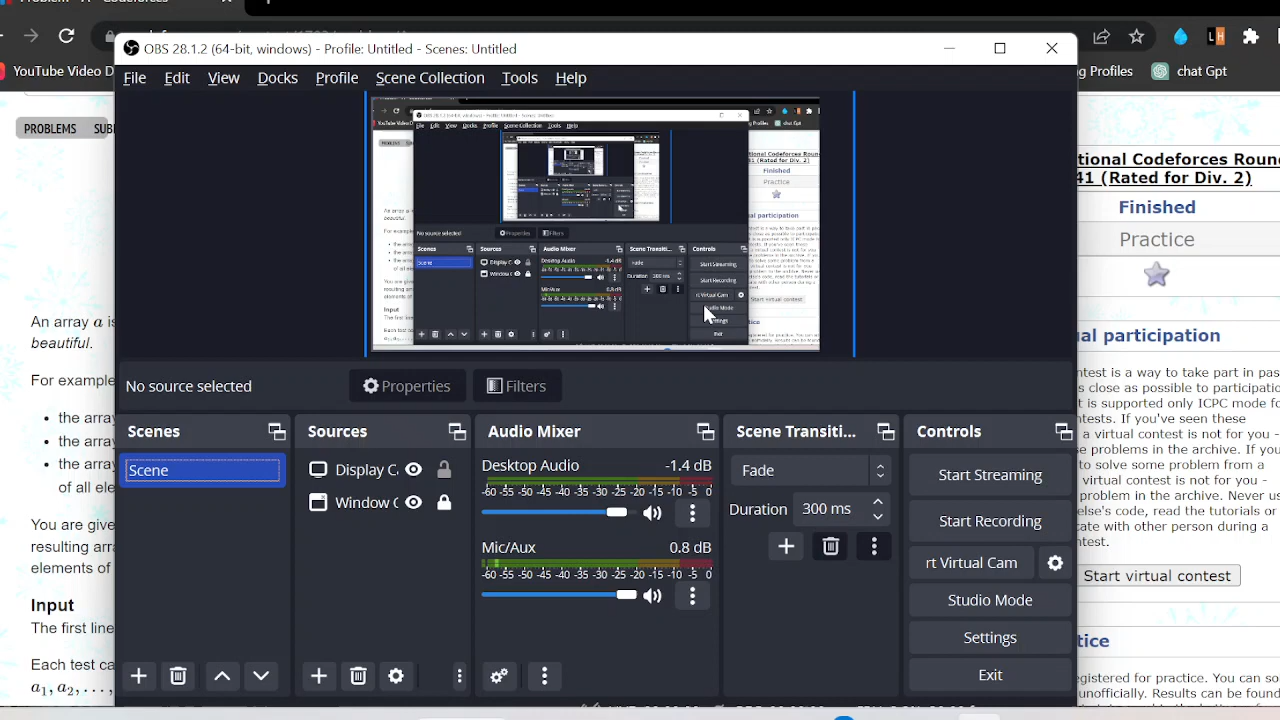 OBS 28.1.2 (64-bit, windows) - Profile: Untitled - Scenes: Untitled
File Edit View Docks Profile Scene Collection Tools Help
YouTube Video D
Profiles chat Gpt
PROBLEMS SUB
tional Codeforces Roun
41 (Rated for Div. 2)
Finished
Practice
al participation
An array a is
beautiful
For example
the array
the array
the array
of all ele
You are give
resulting arra
elements of
Input
The first line
Each test ca
a1, a2, . . . ,
No source selected Properties Filters
Scenes
Scene
Sources
Display C
Window C
Audio Mixer
Desktop Audio -1.4 dB
-60 -55 -50 -45 -40 -35 -30 -25 -20 -15 -10 -5 0
Mic/Aux 0.8 dB
-60 -55 -50 -45 -40 -35 -30 -25 -20 -15 -10 -5 0
Scene Transiti...
Fade
Duration 300 ms
Controls
Start Streaming
Start Recording
rt Virtual Cam
Studio Mode
Settings
Exit
ntest is a way to take part in pas
s close as possible to participatio
is supported only ICPC mode fo
ntests. If you've seen these
a virtual contest is not for you -
o solve some problem from a
virtual contest is not for you -
problem in the archive. Never us
else's code, read the tutorials or
cate with other person during a
ntest.
Start virtual contest
tice
egistered for practice. You can so
unofficially. Results can be found